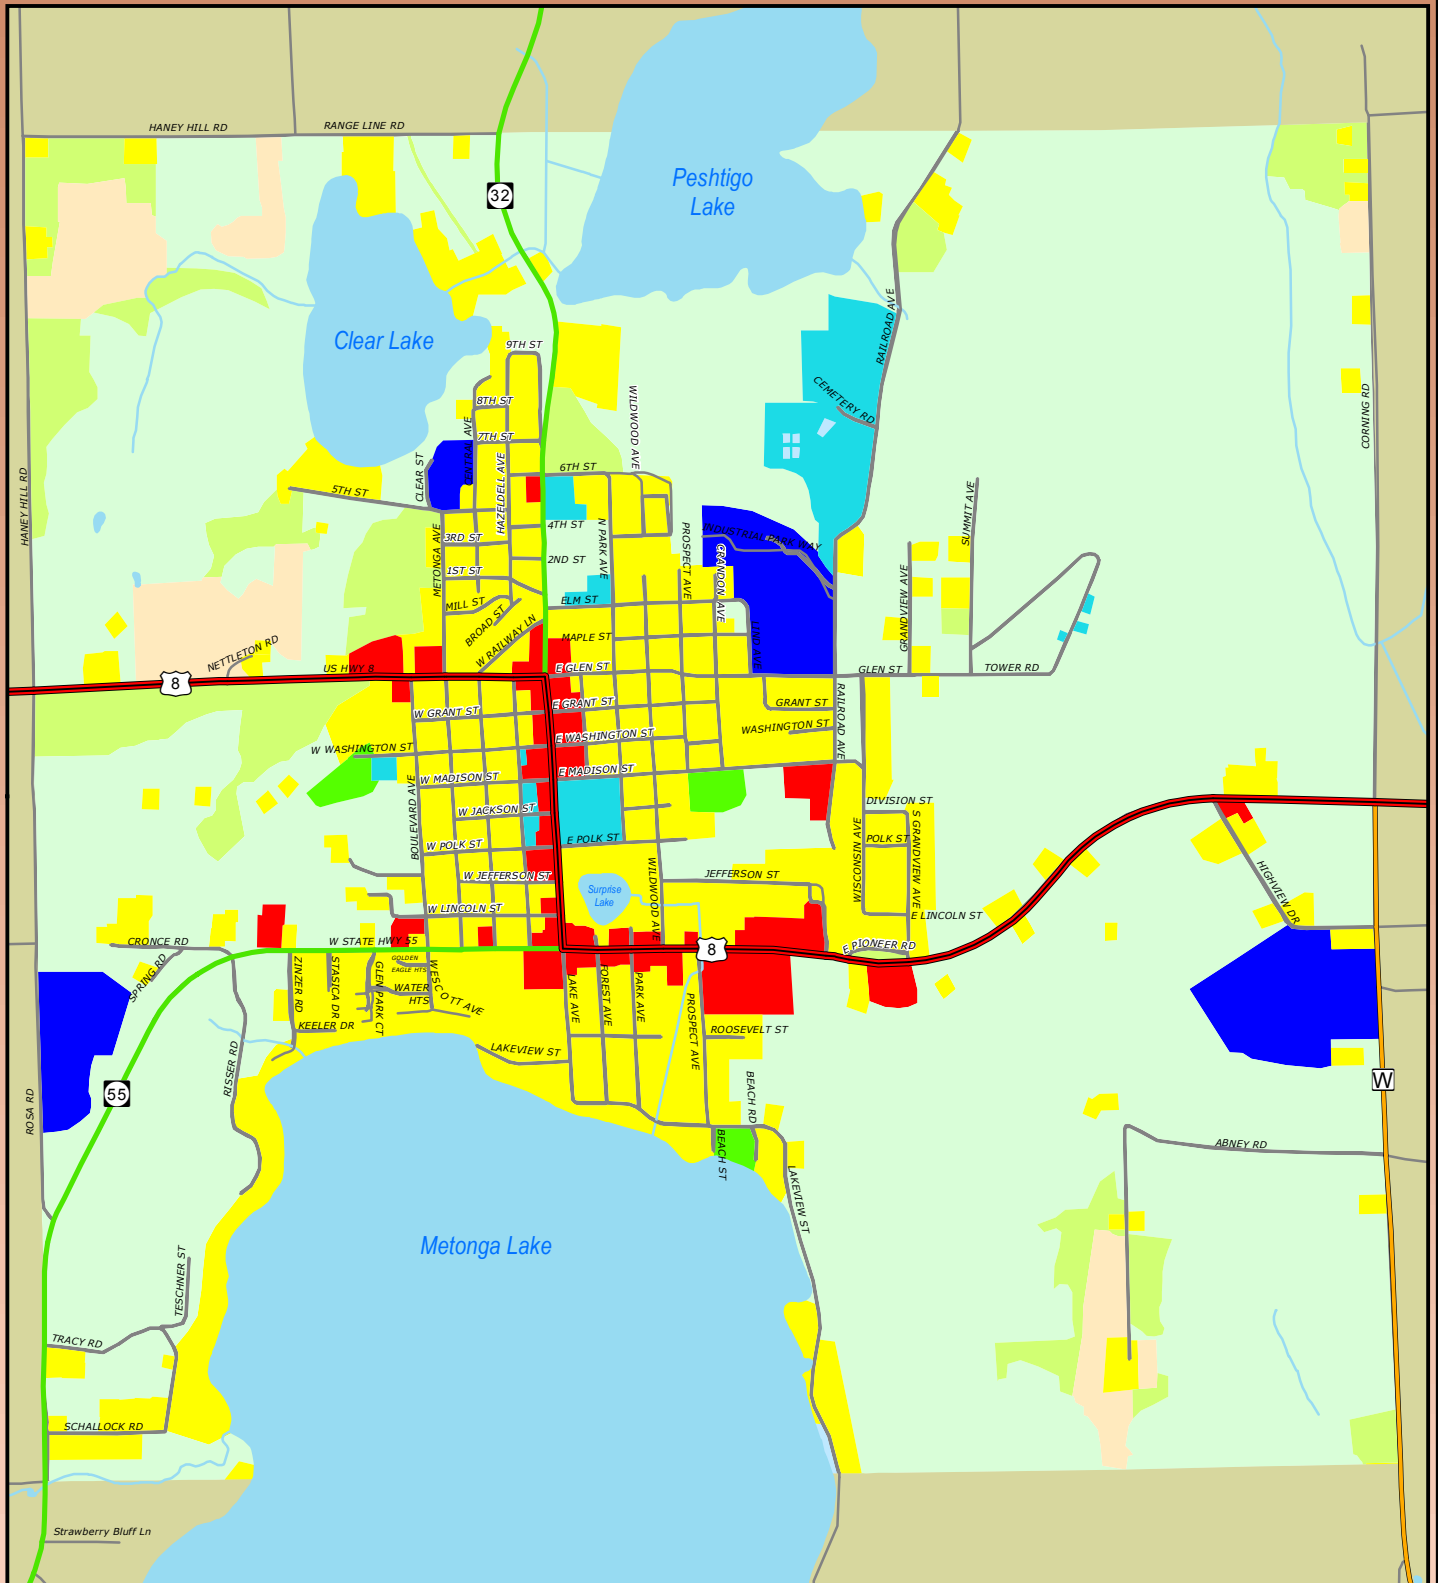 HANEY HILL RD
RANGE LINE RD
Peshtigo
Lake
32
Clear Lake
RAILROAD AVE
9TH ST
CEMETERY RD
WILDWOOD AVE
CORNING RD
8TH ST
7TH ST
CENTRAL AVE
HAZELDELL AVE
CLEAR ST
6TH ST
HANEY HILL RD
5TH ST
SUMMIT AVE
4TH ST
INDUSTRIAL PARK WAY
METONGA AVE
3RD ST
N PARK AVE
PROSPECT AVE
CRANDON AVE
2ND ST
1ST ST
GRANDVIEW AVE
MILL ST
BROAD ST
ELM ST
W RAILWAY LN
MAPLE ST
LIND AVE
NETTLETON RD
US HWY 8
E GLEN ST
GLEN ST
TOWER RD
8
W GRANT ST
E GRANT ST
GRANT ST
RAILROAD AVE
WASHINGTON ST
E WASHINGTON ST
W WASHINGTON ST
W MADISON ST
E MADISON ST
BOULEVARD AVE
W JACKSON ST
DIVISION ST
S GRANDVIEW AVE
W POLK ST
E POLK ST
POLK ST
WISCONSIN AVE
W JEFFERSON ST
JEFFERSON ST
WILDWOOD AVE
Surprise
Lake
HIGHVIEW DR
W LINCOLN ST
E LINCOLN ST
CRONCE RD
W STATE HWY 55
8
E PIONEER RD
GOLDEN
EAGLE HTS
SPRING RD
ZINZER RD
STASICA DR
GLEN PARK CT
WESCOTT AVE
WATER
HTS
LAKE AVE
FOREST AVE
PARK AVE
PROSPECT AVE
KEELER DR
ROOSEVELT ST
LAKEVIEW ST
RISSER RD
55
W
ROSA RD
BEACH RD
BEACH ST
ABNEY RD
LAKEVIEW ST
Metonga Lake
TESCHNER ST
TRACY RD
SCHALLOCK RD
Strawberry Bluff Ln